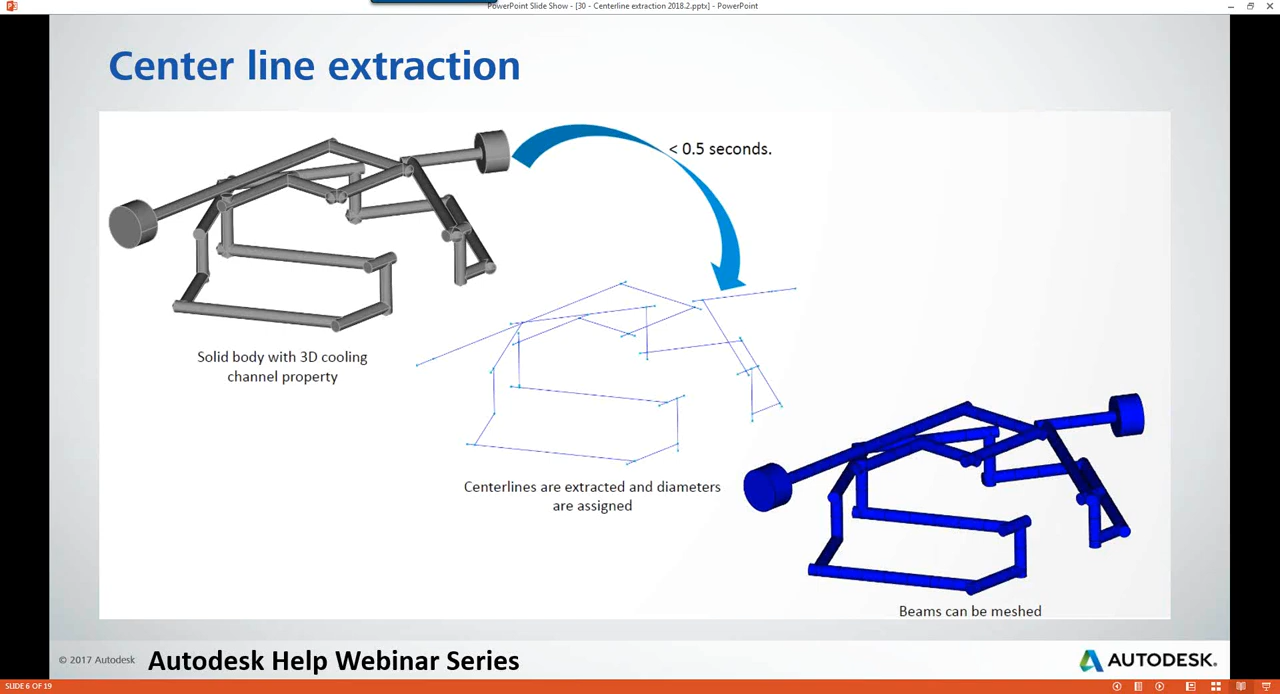 PowerPoint Slide Show - [30 - Centerline extraction 2018.2.pptx] - PowerPoint
Center line extraction
< 0.5 seconds.
Solid body with 3D cooling
channel property
Centerlines are extracted and diameters
are assigned
Beams can be meshed
© 2017 Autodesk
Autodesk Help Webinar Series
AUTODESK.
SLIDE 6 OF 19